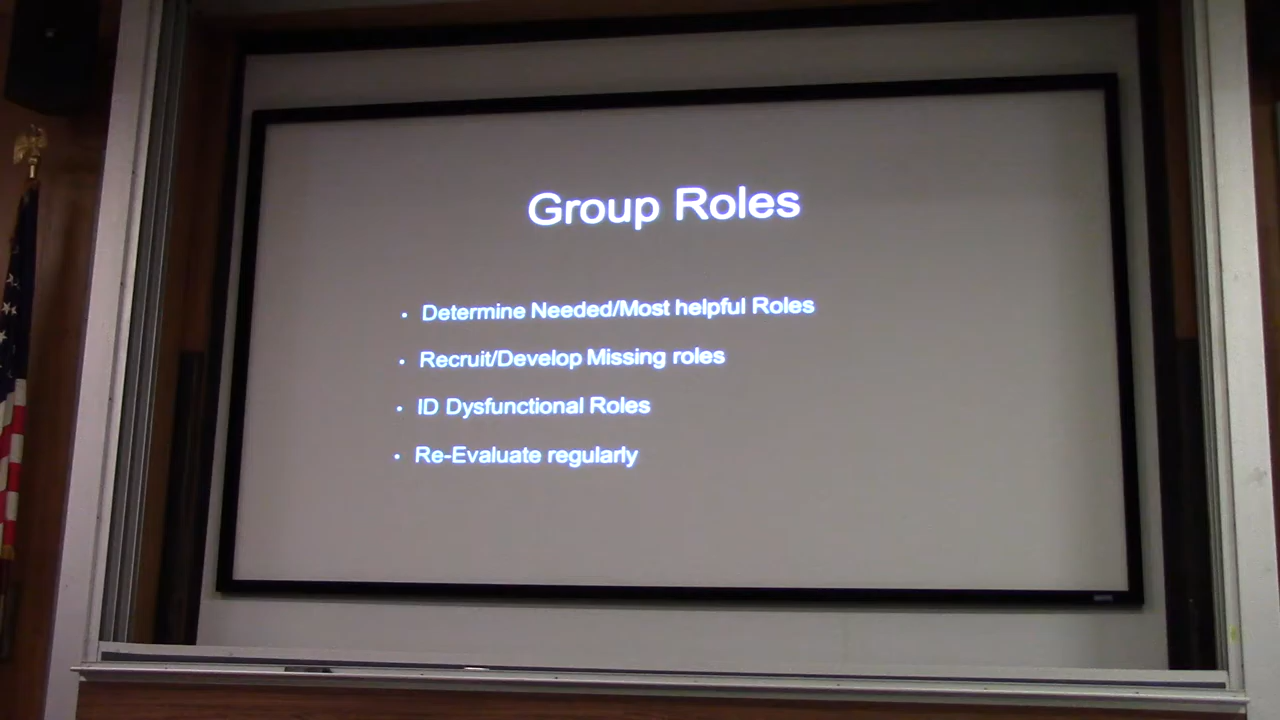 Group Roles
• Determine Needed/Most helpful Roles
• Recruit/Develop Missing roles
• ID Dysfunctional Roles
• Re-Evaluate regularly